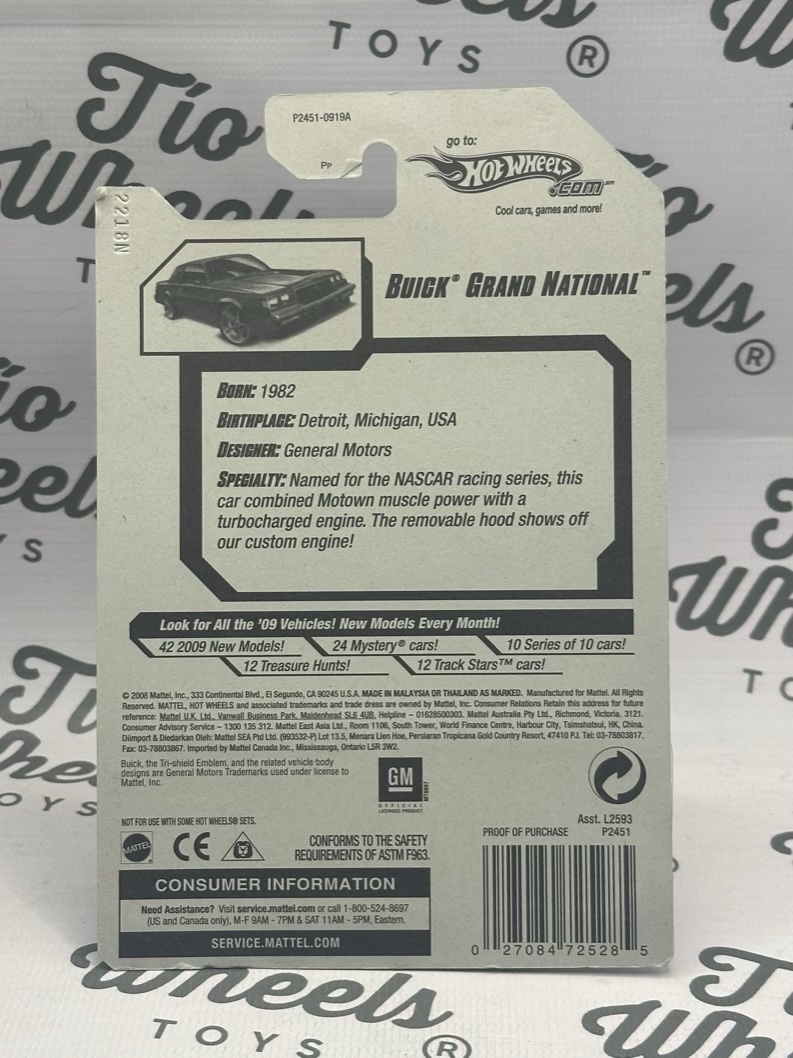 TOYS ®
Tío
Wheels
P2451-0919A
PP
go to:
HOT WHEELS
.COM℠
Cool cars, games and more!
2218N
BUICK® GRAND NATIONAL™
BORN: 1982
BIRTHPLACE: Detroit, Michigan, USA
DESIGNER: General Motors
SPECIALTY: Named for the NASCAR racing series, this
car combined Motown muscle power with a
turbocharged engine. The removable hood shows off
our custom engine!
Look for All the '09 Vehicles! New Models Every Month!
42 2009 New Models! 24 Mystery® cars! 10 Series of 10 cars!
12 Treasure Hunts! 12 Track Stars™ cars!
© 2008 Mattel, Inc., 333 Continental Blvd., El Segundo, CA 90245 U.S.A. MADE IN MALAYSIA OR THAILAND AS MARKED. Manufactured for Mattel. All Rights
Reserved. MATTEL, HOT WHEELS and associated trademarks and trade dress are owned by Mattel, Inc. Consumer Relations Retain this address for future
reference: Mattel U.K. Ltd., Vanwall Business Park, Maidenhead SL6 4UB. Helpline – 01628500303. Mattel Australia Pty Ltd., Richmond, Victoria. 3121.
Consumer Advisory Service – 1300 135 312. Mattel East Asia Ltd., Room 1106, South Tower, World Finance Centre, Harbour City, Tsimshatsui, HK, China.
Diimport & Diedarkan Oleh: Mattel SEA Ptd Ltd. (993532-P) Lot 13.5, Menara Lien Hoe, Persiaran Tropicana Gold Country Resort, 47410 PJ. Tel: 03-78803817,
Fax: 03-78803867. Imported by Mattel Canada Inc., Mississauga, Ontario L5R 3W2.
Buick, the Tri-shield Emblem, and the related vehicle body
designs are General Motors Trademarks used under license to
Mattel, Inc.
GM
OFFICIAL
LICENSED PRODUCT
NOT FOR USE WITH SOME HOT WHEELS® SETS.
MATTEL CE
CONFORMS TO THE SAFETY
REQUIREMENTS OF ASTM F963.
Asst. L2593
PROOF OF PURCHASE P2451
CONSUMER INFORMATION
Need Assistance? Visit service.mattel.com or call 1-800-524-8697
(US and Canada only), M-F 9AM - 7PM & SAT 11AM - 5PM, Eastern.
SERVICE.MATTEL.COM
0 27084 72528 5
Wheels
TOYS ®